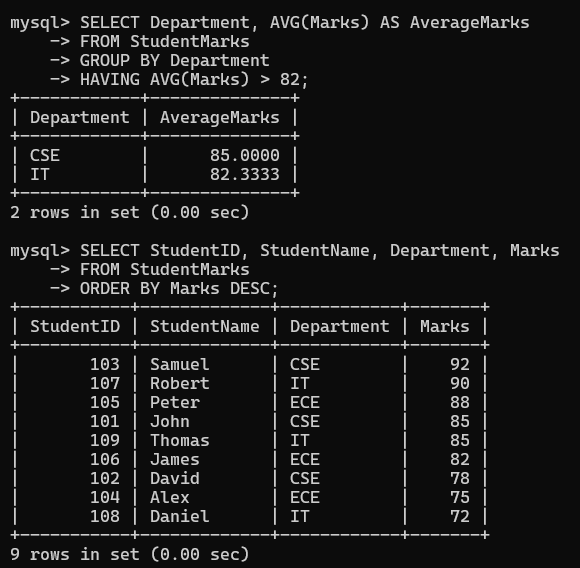 mysql> SELECT Department, AVG(Marks) AS AverageMarks
    -> FROM StudentMarks
    -> GROUP BY Department
    -> HAVING AVG(Marks) > 82;
+------------+--------------+
| Department | AverageMarks |
+------------+--------------+
| CSE        |      85.0000 |
| IT         |      82.3333 |
+------------+--------------+
2 rows in set (0.00 sec)

mysql> SELECT StudentID, StudentName, Department, Marks
    -> FROM StudentMarks
    -> ORDER BY Marks DESC;
+-----------+-------------+------------+-------+
| StudentID | StudentName | Department | Marks |
+-----------+-------------+------------+-------+
|       103 | Samuel      | CSE        |    92 |
|       107 | Robert      | IT         |    90 |
|       105 | Peter       | ECE        |    88 |
|       101 | John        | CSE        |    85 |
|       109 | Thomas      | IT         |    85 |
|       106 | James       | ECE        |    82 |
|       102 | David       | CSE        |    78 |
|       104 | Alex        | ECE        |    75 |
|       108 | Daniel      | IT         |    72 |
+-----------+-------------+------------+-------+
9 rows in set (0.00 sec)